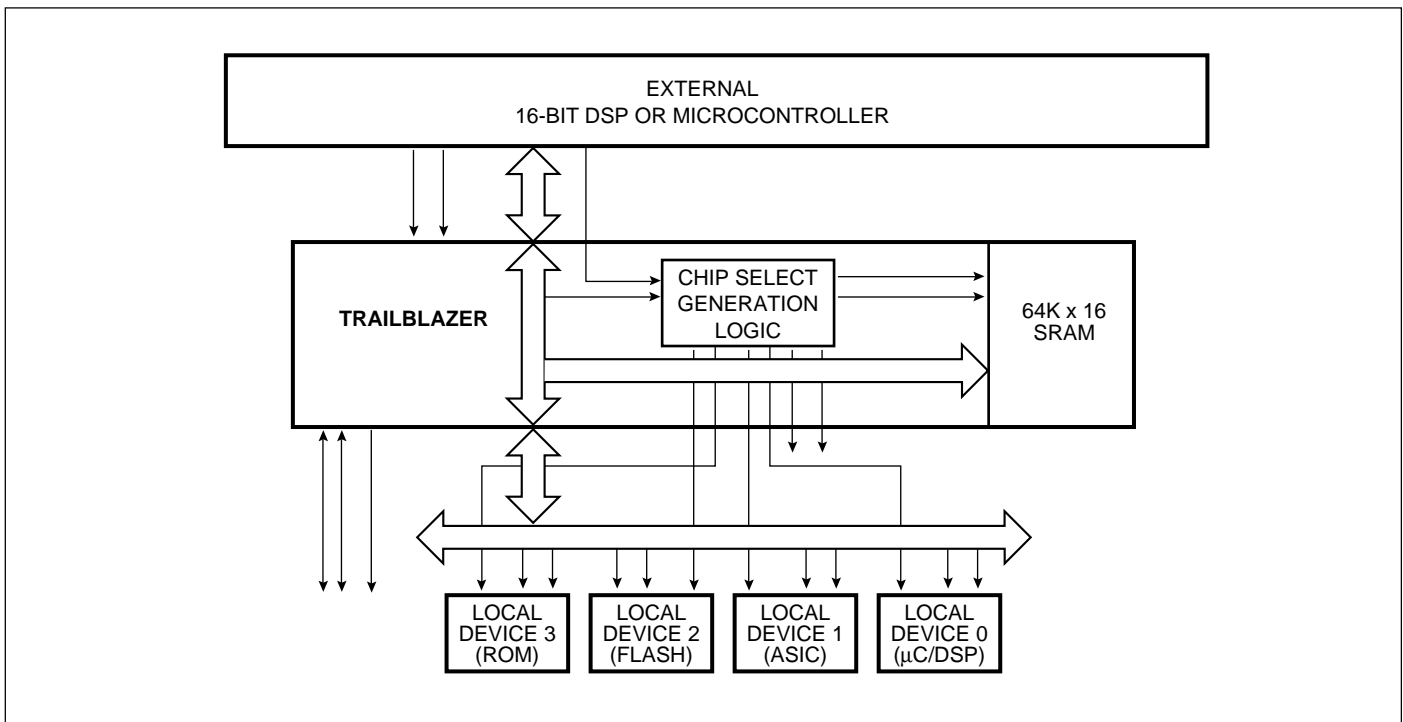 EXTERNAL
16-BIT DSP OR MICROCONTROLLER
TRAILBLAZER
CHIP SELECT
GENERATION
LOGIC
64K x 16
SRAM
LOCAL
DEVICE 3
(ROM)
LOCAL
DEVICE 2
(FLASH)
LOCAL
DEVICE 1
(ASIC)
LOCAL
DEVICE 0
(µC/DSP)